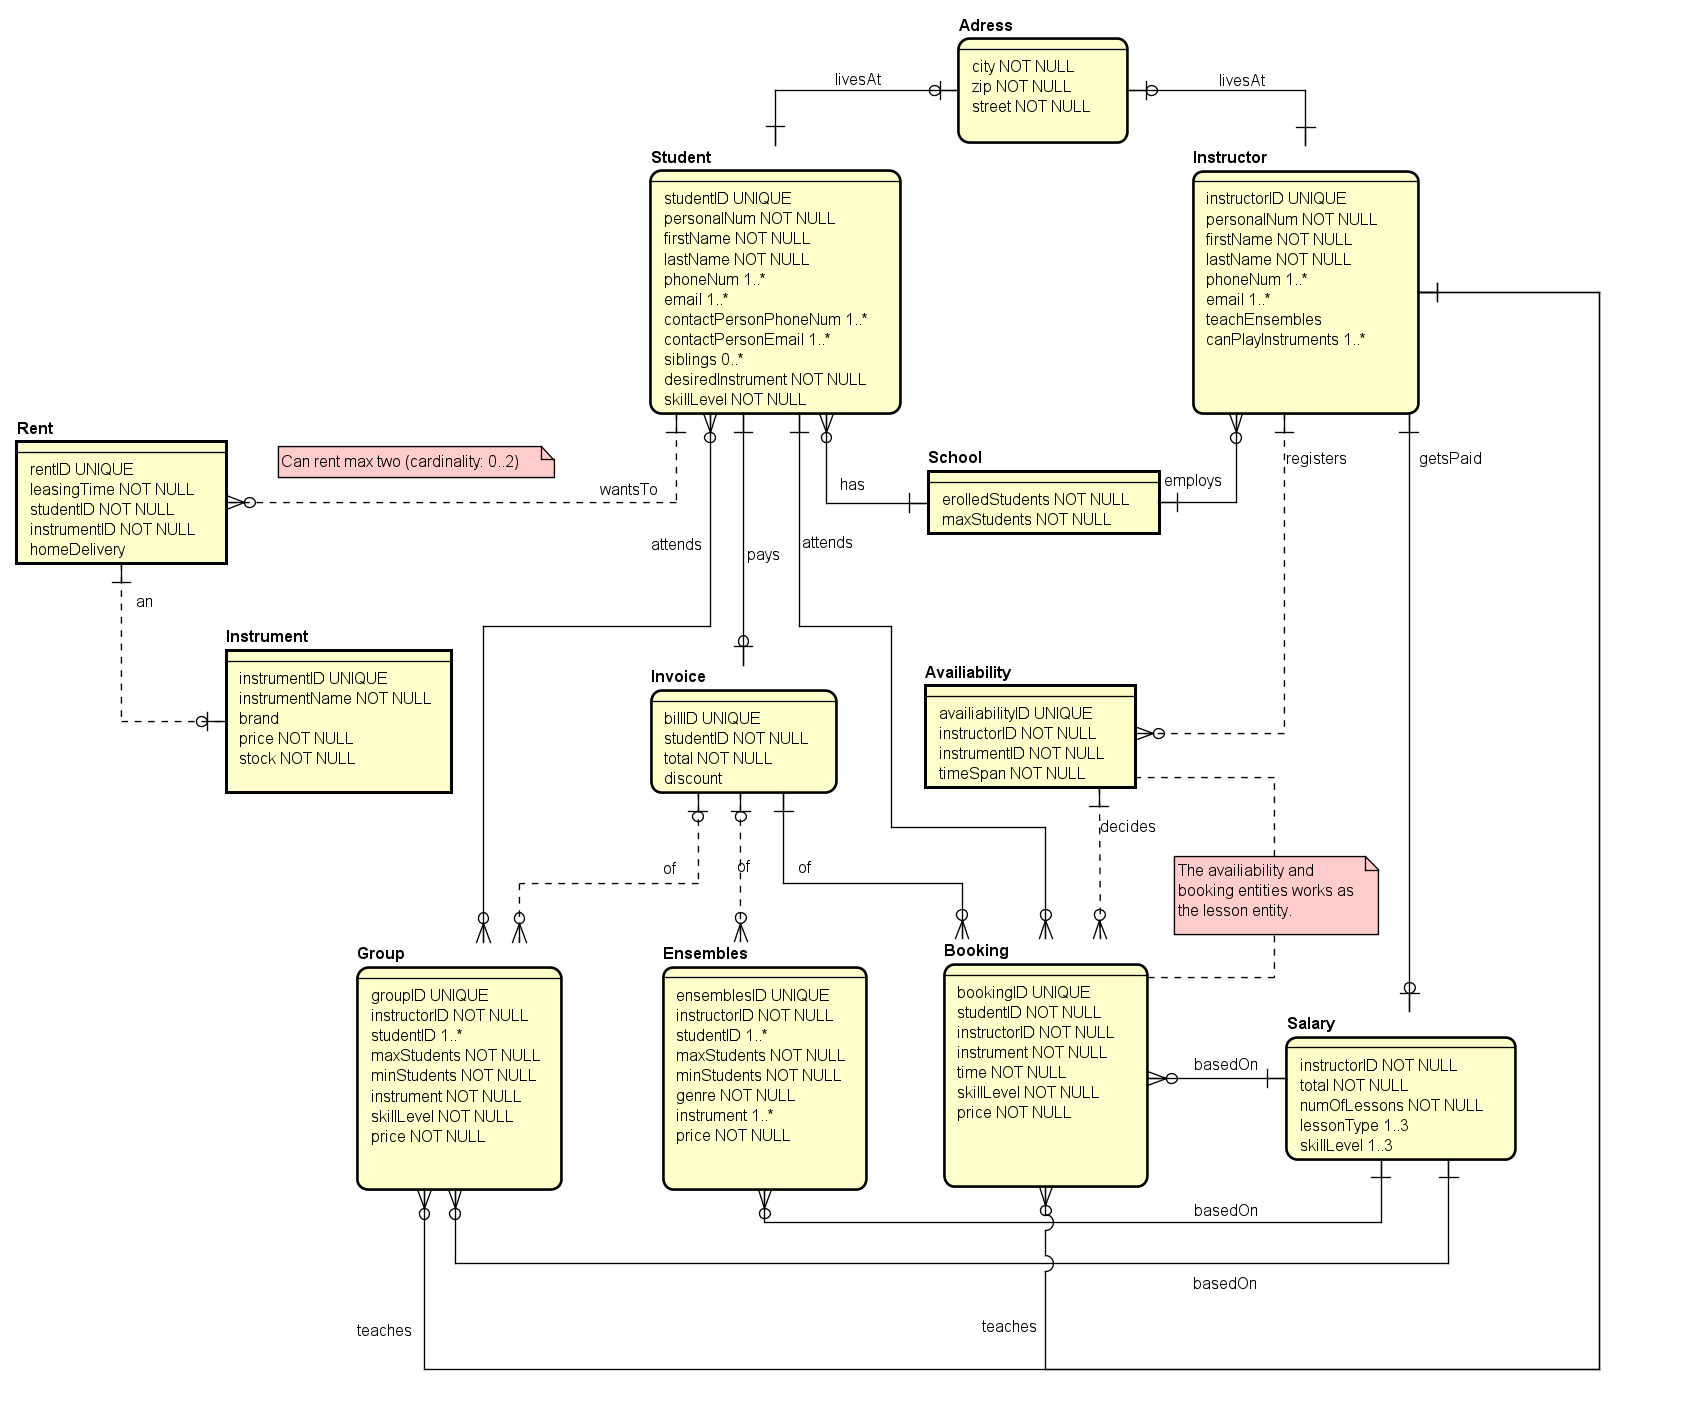 Adress
city NOT NULL
zip NOT NULL
street NOT NULL
livesAt
livesAt
Student
studentID UNIQUE
personalNum NOT NULL
firstName NOT NULL
lastName NOT NULL
phoneNum 1..*
email 1..*
contactPersonPhoneNum 1..*
contactPersonEmail 1..*
siblings 0..*
desiredInstrument NOT NULL
skillLevel NOT NULL
Instructor
instructorID UNIQUE
personalNum NOT NULL
firstName NOT NULL
lastName NOT NULL
phoneNum 1..*
email 1..*
teachEnsembles
canPlayInstruments 1..*
Rent
rentID UNIQUE
leasingTime NOT NULL
studentID NOT NULL
instrumentID NOT NULL
homeDelivery
Can rent max two (cardinality: 0..2)
wantsTo
has
School
erolledStudents NOT NULL
maxStudents NOT NULL
employs
registers
getsPaid
attends
pays
attends
an
Instrument
instrumentID UNIQUE
instrumentName NOT NULL
brand
price NOT NULL
stock NOT NULL
Invoice
billID UNIQUE
studentID NOT NULL
total NOT NULL
discount
Availiability
availiabilityID UNIQUE
instructorID NOT NULL
instrumentID NOT NULL
timeSpan NOT NULL
decides
of
of
of
The availiability and
booking entities works as
the lesson entity.
Group
groupID UNIQUE
instructorID NOT NULL
studentID 1..*
maxStudents NOT NULL
minStudents NOT NULL
instrument NOT NULL
skillLevel NOT NULL
price NOT NULL
Ensembles
ensemblesID UNIQUE
instructorID NOT NULL
studentID 1..*
maxStudents NOT NULL
minStudents NOT NULL
genre NOT NULL
instrument 1..*
price NOT NULL
Booking
bookingID UNIQUE
studentID NOT NULL
instructorID NOT NULL
instrument NOT NULL
time NOT NULL
skillLevel NOT NULL
price NOT NULL
Salary
instructorID NOT NULL
total NOT NULL
numOfLessons NOT NULL
lessonType 1..3
skillLevel 1..3
basedOn
basedOn
basedOn
teaches
teaches